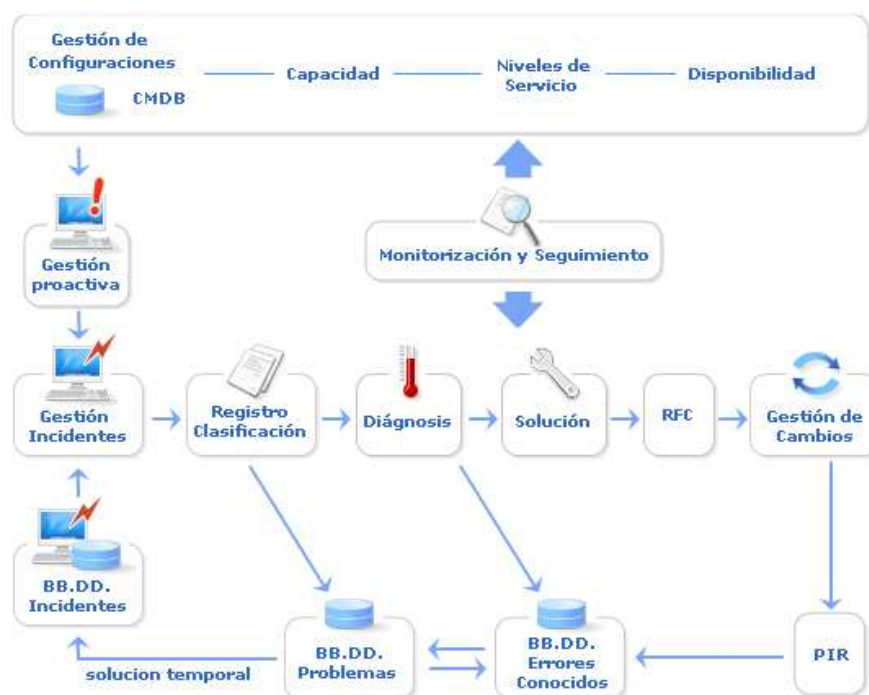 Gestión de
Configuraciones
CMDB
Capacidad
Niveles de
Servicio
Disponibilidad
Gestión
proactiva
Monitorización y Seguimiento
Gestión
Incidentes
Registro
Clasificación
Diágnosis
Solución
RFC
Gestión de
Cambios
BB.DD.
Incidentes
solucion temporal
BB.DD.
Problemas
BB.DD.
Errores
Conocidos
PIR